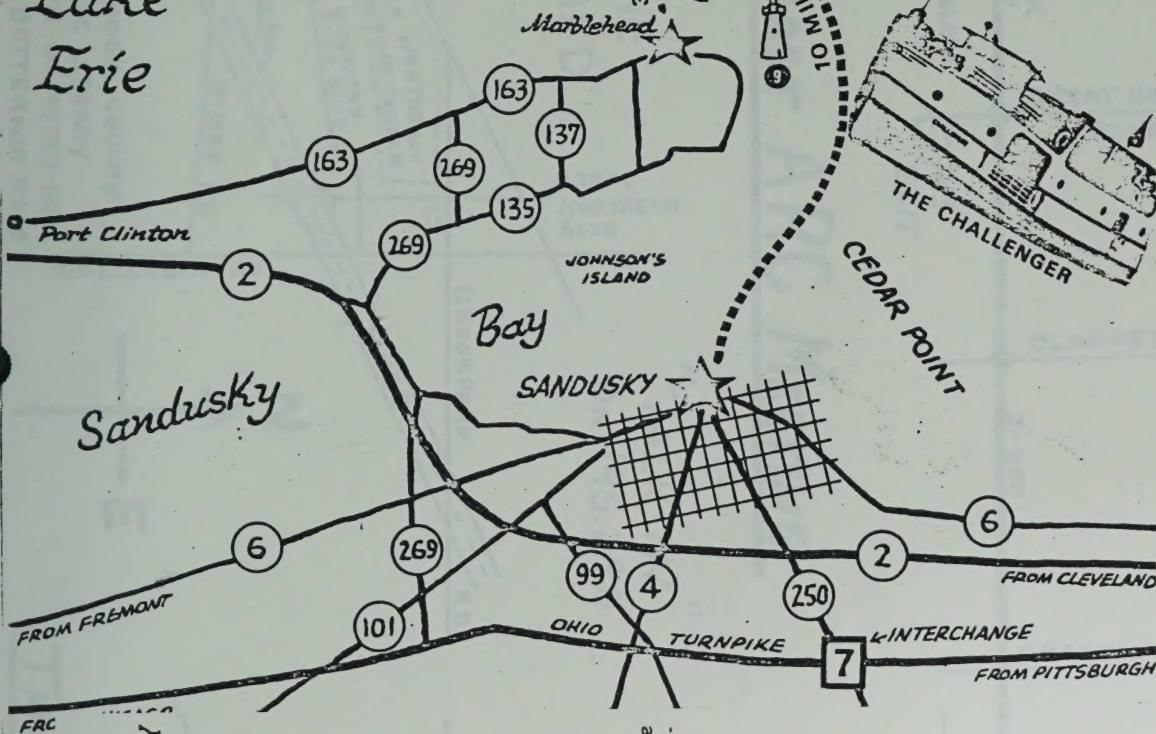 Lake
Erie
Marblehead
10 MI
163
163
137
269
135
269
Port Clinton
2
JOHNSON'S
ISLAND
Bay
THE CHALLENGER
CEDAR POINT
SANDUSKY
Sandusky
6
6
269
99
4
250
2
FROM CLEVELAND
FROM FREMONT
101
OHIO
TURNPIKE
INTERCHANGE
7
FROM PITTSBURGH